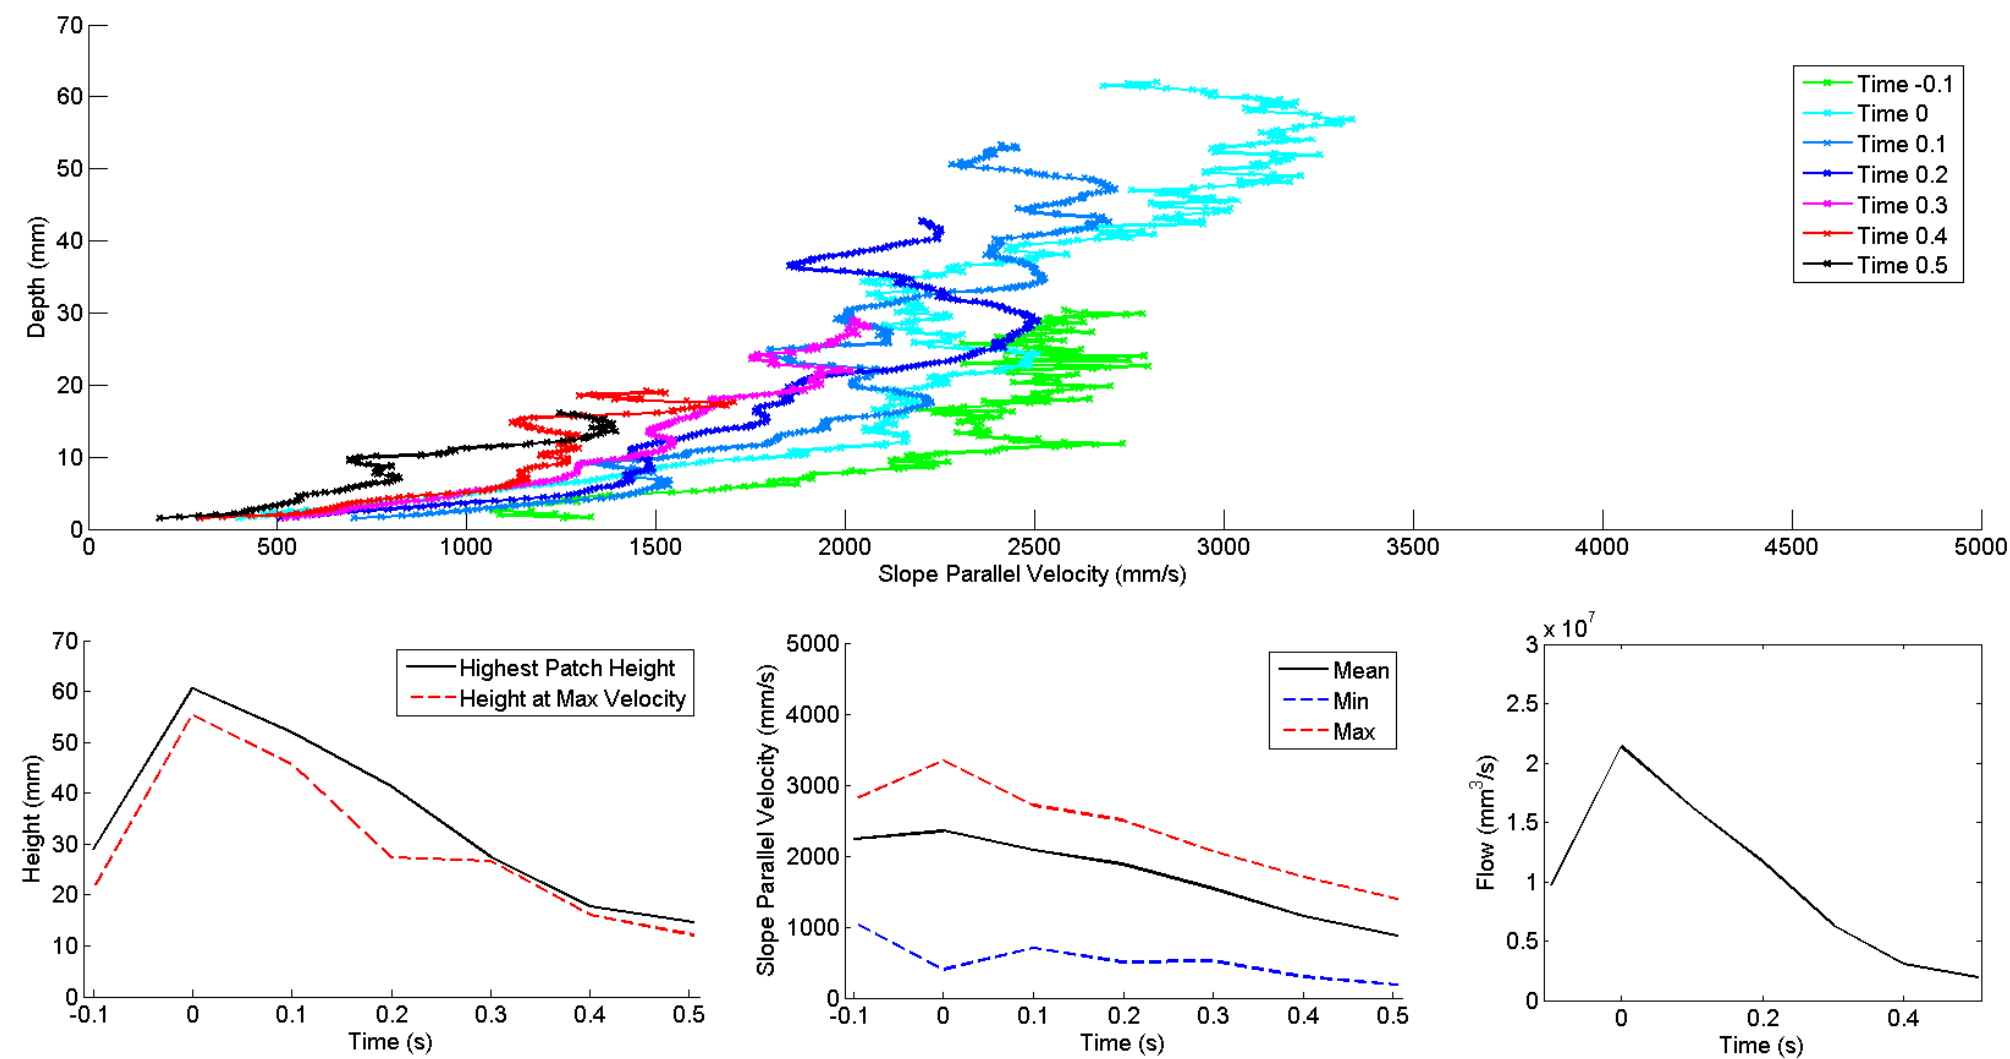 70
60
50
40
30
20
10
0
Depth (mm)
0 500 1000 1500 2000 2500 3000 3500 4000 4500 5000
Slope Parallel Velocity (mm/s)
Time -0.1
Time 0
Time 0.1
Time 0.2
Time 0.3
Time 0.4
Time 0.5
70
60
50
40
30
20
10
0
Height (mm)
-0.1 0 0.1 0.2 0.3 0.4 0.5
Time (s)
Highest Patch Height
Height at Max Velocity
5000
4000
3000
2000
1000
0
Slope Parallel Velocity (mm/s)
-0.1 0 0.1 0.2 0.3 0.4 0.5
Time (s)
Mean
Min
Max
x 10^7
3
2.5
2
1.5
1
0.5
0
Flow (mm^3/s)
0 0.2 0.4
Time (s)